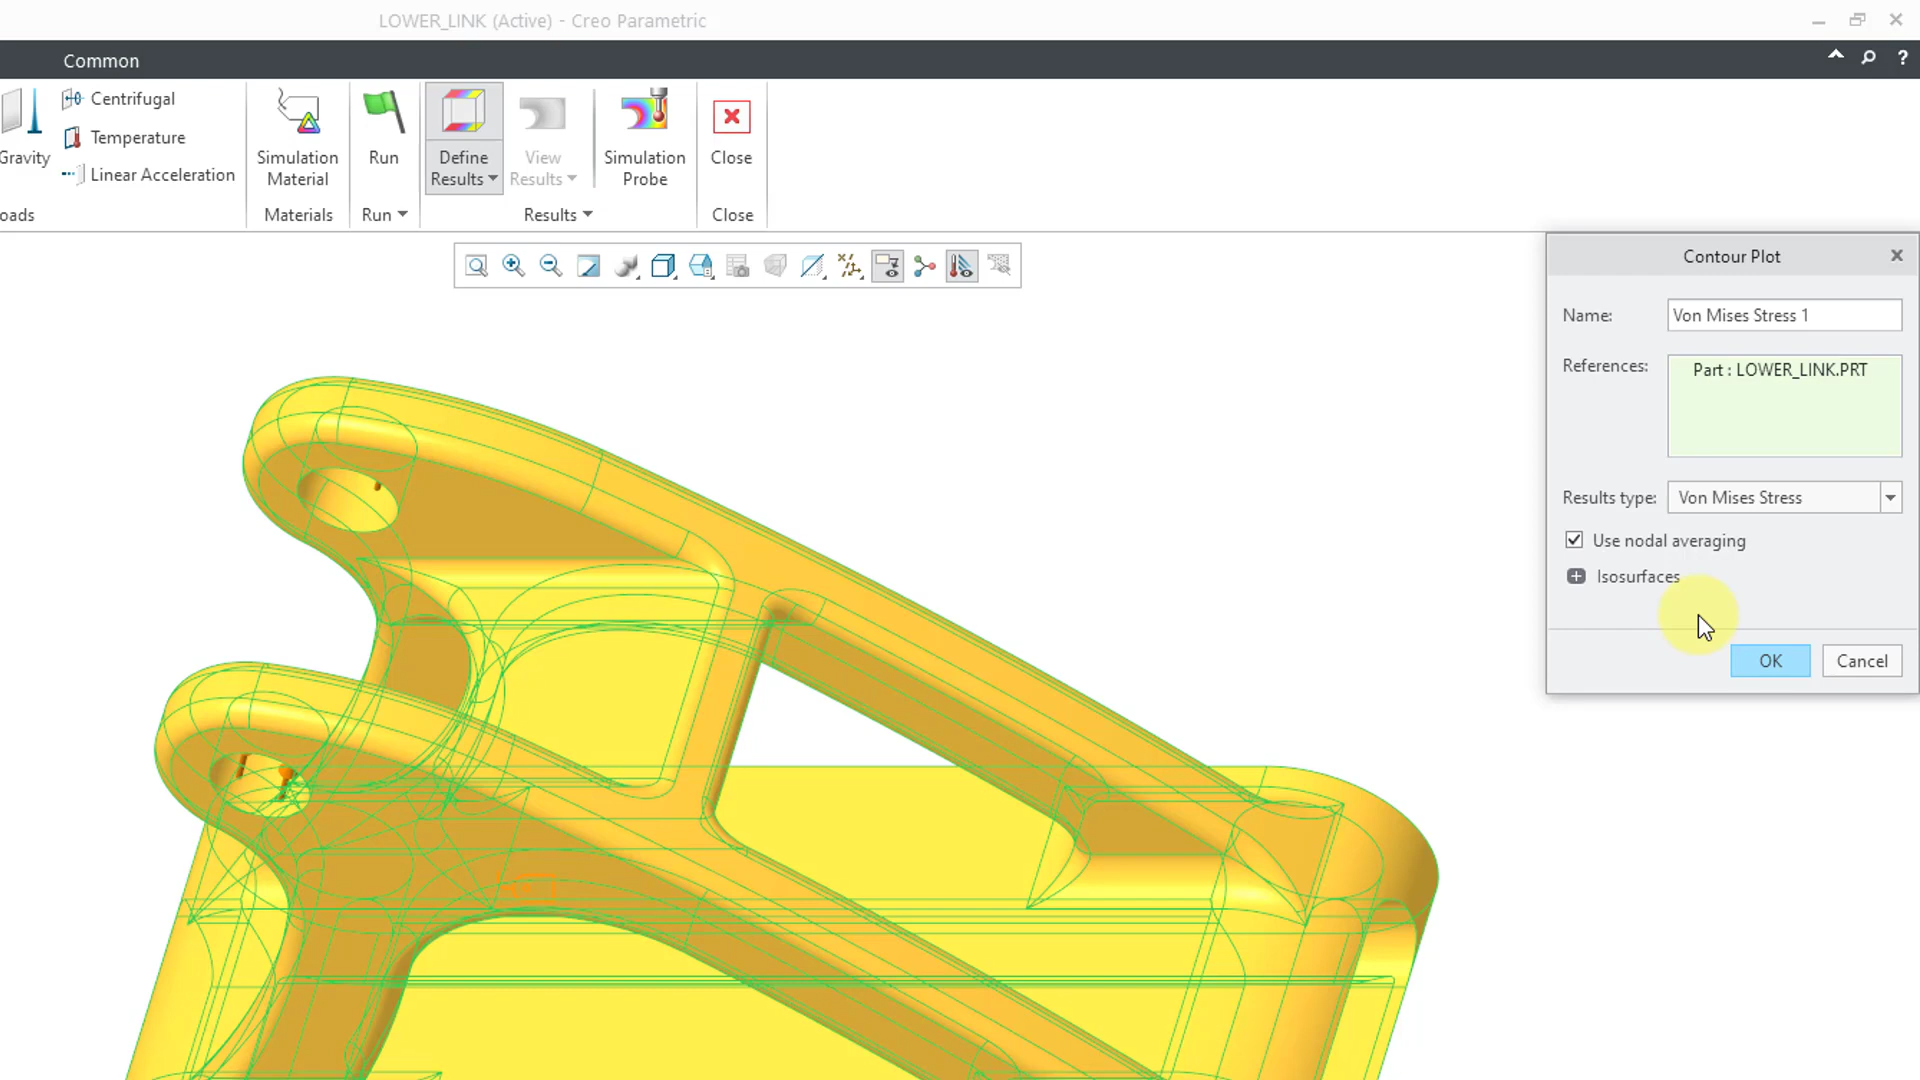 LOWER_LINK (Active) - Creo Parametric
Common
?
Centrifugal
Temperature
Gravity
Linear Acceleration
Simulation
Material
Run
Define
Results
View
Results
Simulation
Probe
Close
oads
Materials
Run
Results
Close
Contour Plot
Name:
Von Mises Stress 1
References:
Part : LOWER_LINK.PRT
Results type:
Von Mises Stress
Use nodal averaging
Isosurfaces
OK
Cancel